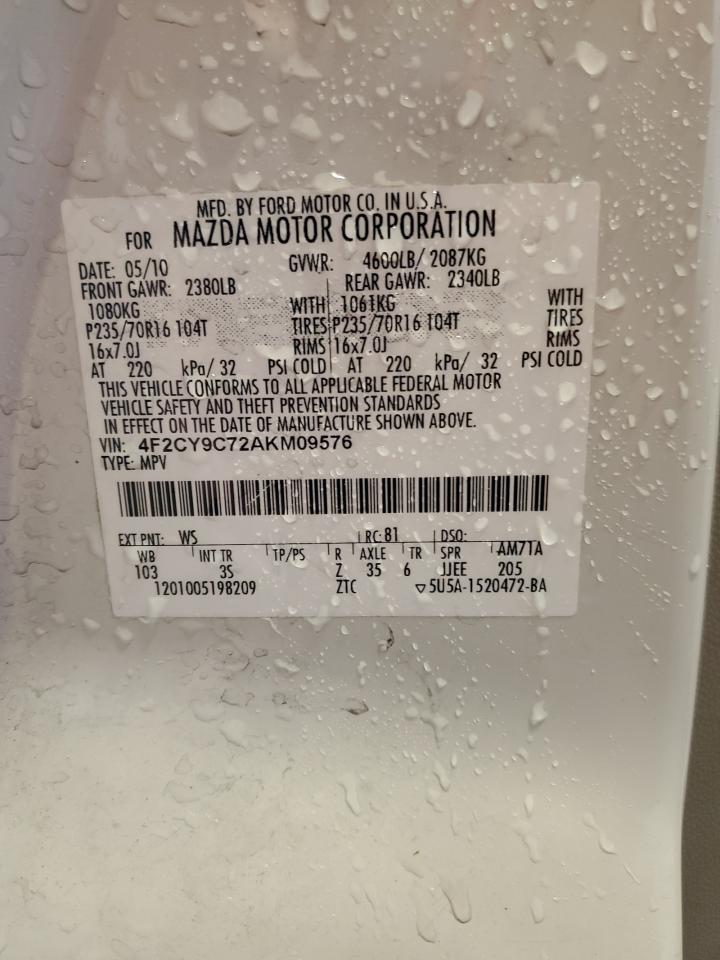 MFD. BY FORD MOTOR CO. IN U.S.A.
FOR MAZDA MOTOR CORPORATION
DATE: 05/10 GVWR: 4600LB/ 2087KG
FRONT GAWR: 2380LB REAR GAWR: 2340LB
1080KG WITH 1061KG WITH
P235/70R16 104T TIRES P235/70R16 104T TIRES
16x7.0J RIMS 16x7.0J RIMS
AT 220 kPa/ 32 PSI COLD AT 220 kPa/ 32 PSI COLD
THIS VEHICLE CONFORMS TO ALL APPLICABLE FEDERAL MOTOR
VEHICLE SAFETY AND THEFT PREVENTION STANDARDS
IN EFFECT ON THE DATE OF MANUFACTURE SHOWN ABOVE.
VIN: 4F2CY9C72AKM09576
TYPE: MPV
EXT PNT: WS RC: 81 DSO:
WB INT TR TP/PS R AXLE TR SPR AM71A
103 3S Z 35 6 JJEE 205
1201005198209 ZTC ▽5U5A-1520472-BA